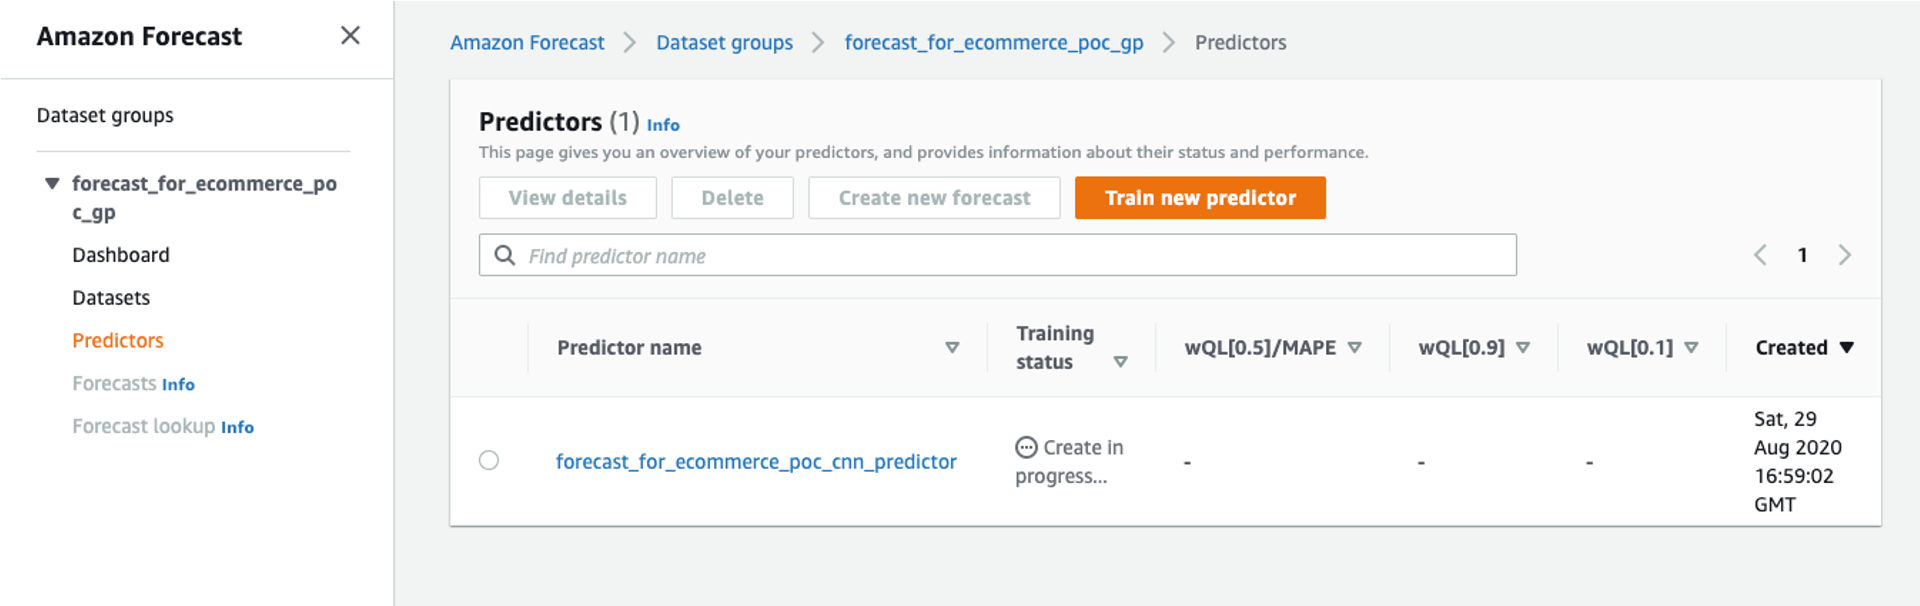 Amazon Forecast
Dataset groups
forecast_for_ecommerce_po
c_gp
Dashboard
Datasets
Predictors
Forecasts Info
Forecast lookup Info
Amazon Forecast > Dataset groups > forecast_for_ecommerce_poc_gp > Predictors
Predictors (1) Info
This page gives you an overview of your predictors, and provides information about their status and performance.
View details Delete Create new forecast Train new predictor
Find predictor name
1
Predictor name Training
status wQL[0.5]/MAPE wQL[0.9] wQL[0.1] Created
forecast_for_ecommerce_poc_cnn_predictor Create in
progress... - - - Sat, 29
Aug 2020
16:59:02
GMT